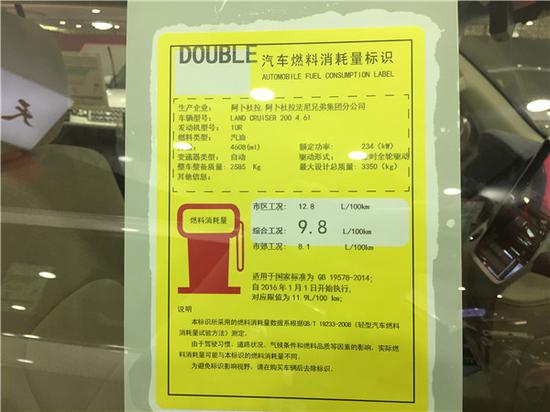 DOUBLE 汽车燃料消耗量标识
AUTOMOBILE FUEL CONSUMPTION LABEL
生产企业: 阿卜杜拉 阿卜杜拉法尼兄弟集团分公司
车辆型号: LAND CRUISER 200 4.6l
发动机型号: 1UR
燃料类型: 汽油
4608(ml) 额定功率: 234 (kW)
变速器类型: 自动 驱动形式: 时全轮驱动
整车整备质量: 2585 Kg 最大设计总质量: 3350 (kg)
其他信息:
燃料消耗量
市区工况: 12.8 L/100km
综合工况: 9.8 L/100km
市郊工况: 8.1 L/100km
适用于国家标准为 GB 19578-2014;
自 2016 年 1 月 1 日开始执行,
对应限值为 11.9L/100 km;
说明
本标识所采用的燃料消耗量数据系根据GB/T 19233-2008《轻型汽车燃料
消耗量试验方法》测定。
由于驾驶习惯、道路状况、气候条件和燃料品质等因素的影响, 实际燃
料消耗量可能与本标识的燃料消耗量不同。
为避免标识影响视野, 请在购买车辆后去除标识.